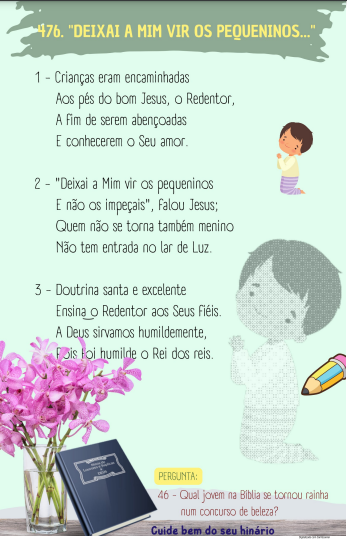 476. "DEIXAI A MIM VIR OS PEQUENINOS..."
1 - Crianças eram encaminhadas
Aos pés do bom Jesus, o Redentor,
A fim de serem abençoadas
E conhecerem o Seu amor.
2 - "Deixai a Mim vir os pequeninos
E não os impeçais", falou Jesus;
Quem não se torna também menino
Não tem entrada no lar de Luz.
3 - Doutrina santa e excelente
Ensina o Redentor aos Seus fiéis.
A Deus sirvamos humildemente,
Pois foi humilde o Rei dos reis.
PERGUNTA:
46 - Qual jovem na Bíblia se tornou rainha
num concurso de beleza?
Cuide bem do seu hinário